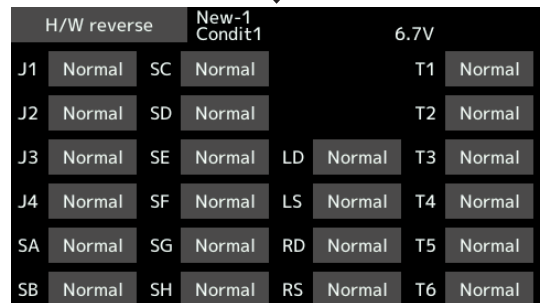 H/W reverse New-1
Condit1 6.7V
J1 Normal SC Normal T1 Normal
J2 Normal SD Normal T2 Normal
J3 Normal SE Normal LD Normal T3 Normal
J4 Normal SF Normal LS Normal T4 Normal
SA Normal SG Normal RD Normal T5 Normal
SB Normal SH Normal RS Normal T6 Normal